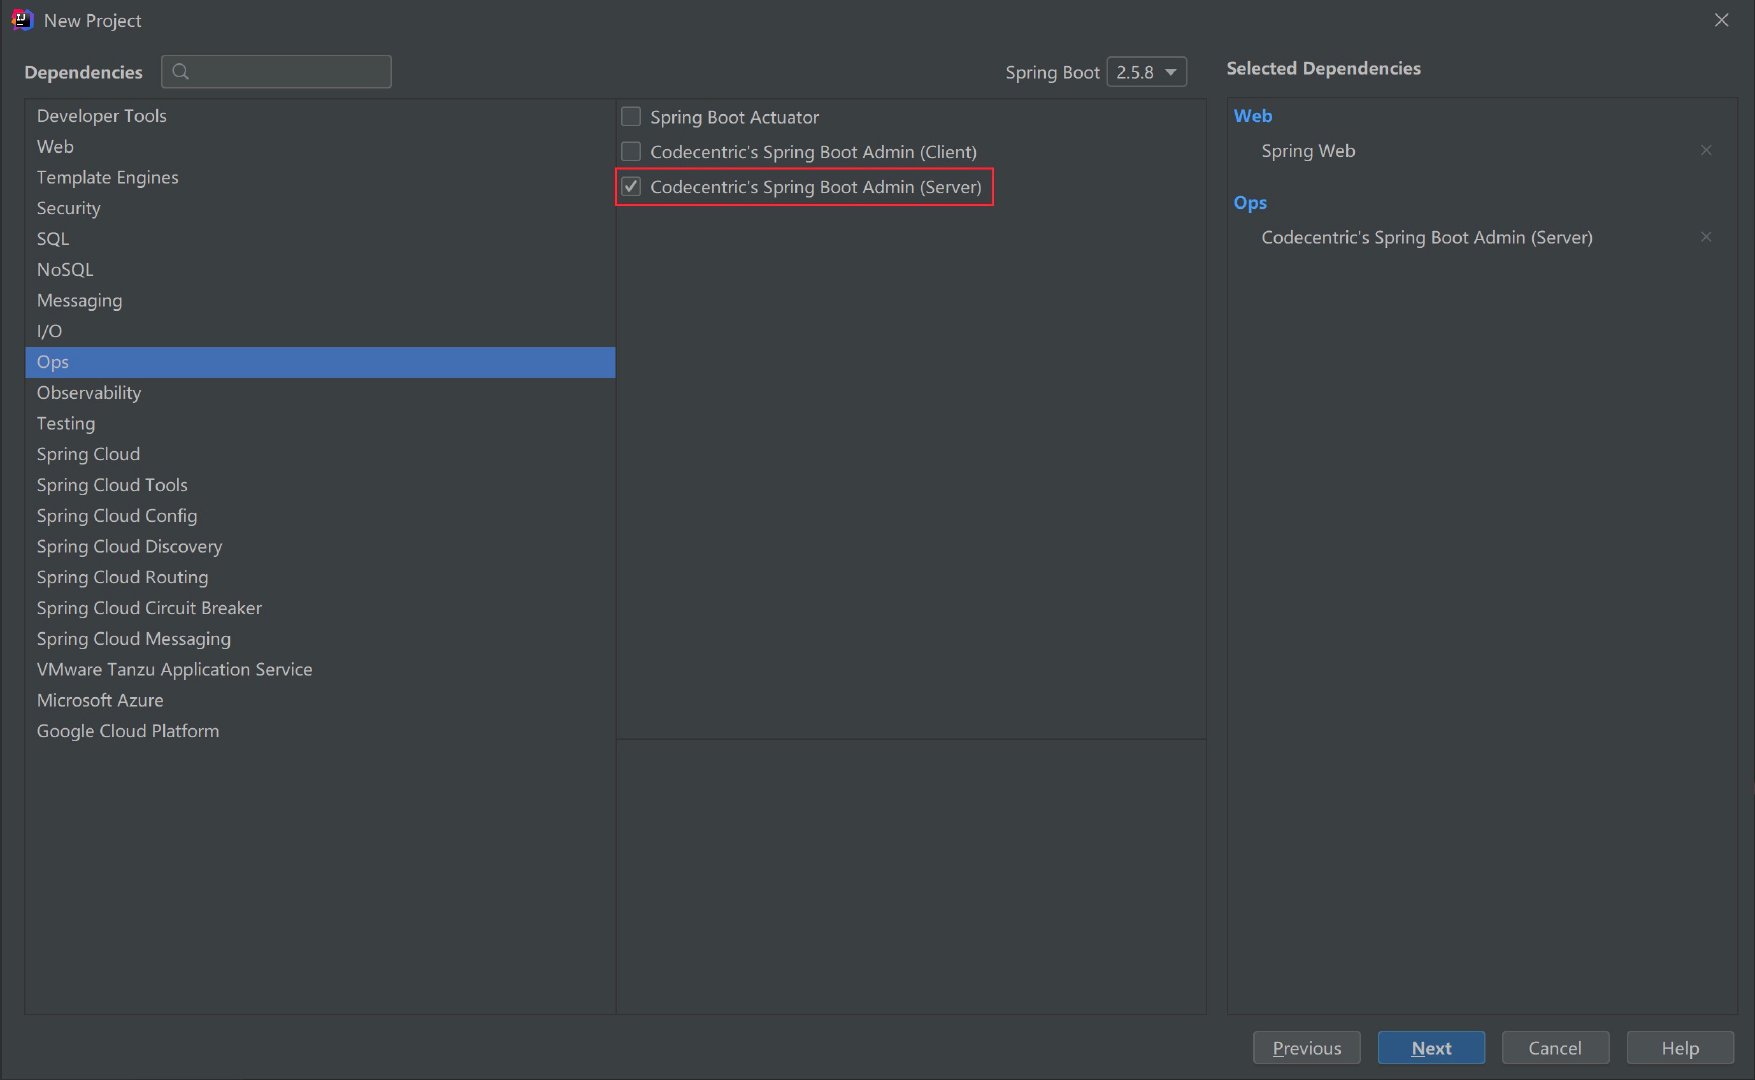 New Project
Dependencies
Spring Boot 2.5.8
Selected Dependencies
Developer Tools
Web
Template Engines
Security
SQL
NoSQL
Messaging
I/O
Ops
Observability
Testing
Spring Cloud
Spring Cloud Tools
Spring Cloud Config
Spring Cloud Discovery
Spring Cloud Routing
Spring Cloud Circuit Breaker
Spring Cloud Messaging
VMware Tanzu Application Service
Microsoft Azure
Google Cloud Platform
Spring Boot Actuator
Codecentric's Spring Boot Admin (Client)
Codecentric's Spring Boot Admin (Server)
Web
Spring Web
Ops
Codecentric's Spring Boot Admin (Server)
Previous
Next
Cancel
Help